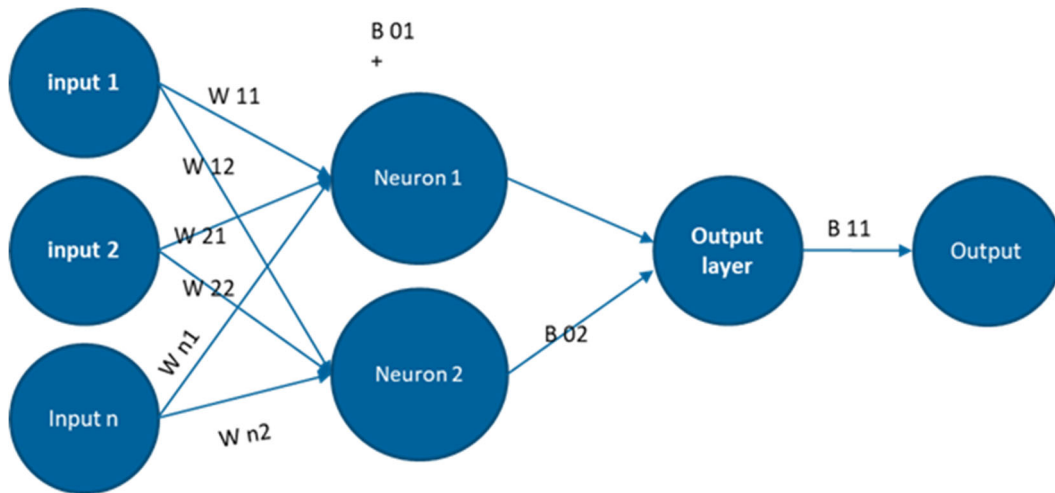 B 01
+
input 1
W 11
W 12
Neuron 1
input 2
W 21
W 22
Output
layer
B 11
Output
W n1
B 02
Neuron 2
Input n
W n2